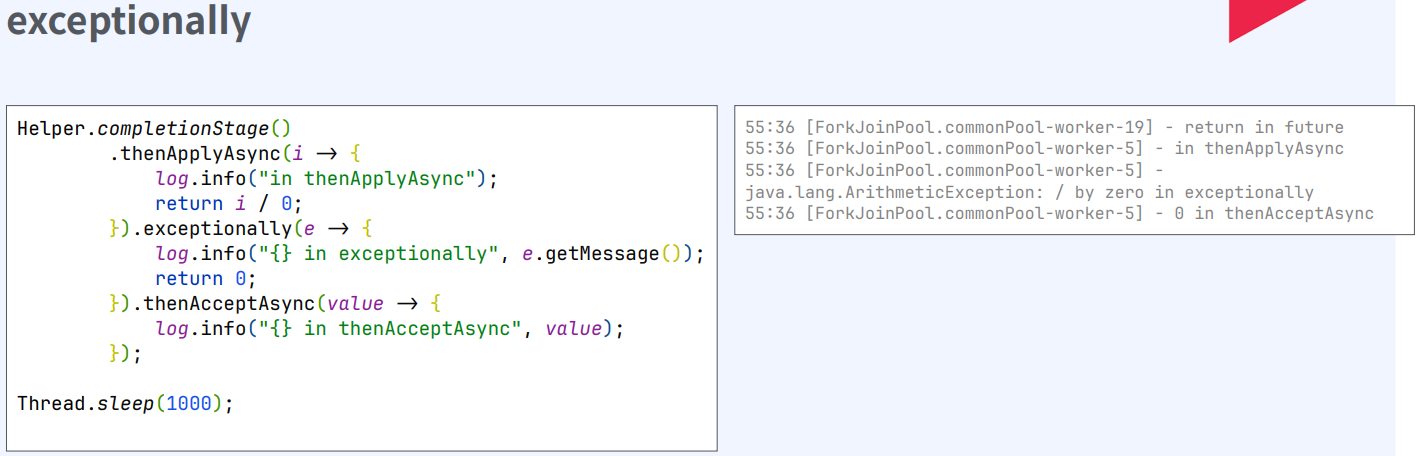 exceptionally
Helper.completionStage()
        .thenApplyAsync(i -> {
            log.info("in thenApplyAsync");
            return i / 0;
        }).exceptionally(e -> {
            log.info("{} in exceptionally", e.getMessage());
            return 0;
        }).thenAcceptAsync(value -> {
            log.info("{} in thenAcceptAsync", value);
        });
Thread.sleep(1000);
55:36 [ForkJoinPool.commonPool-worker-19] - return in future
55:36 [ForkJoinPool.commonPool-worker-5] - in thenApplyAsync
55:36 [ForkJoinPool.commonPool-worker-5] -
java.lang.ArithmeticException: / by zero in exceptionally
55:36 [ForkJoinPool.commonPool-worker-5] - 0 in thenAcceptAsync